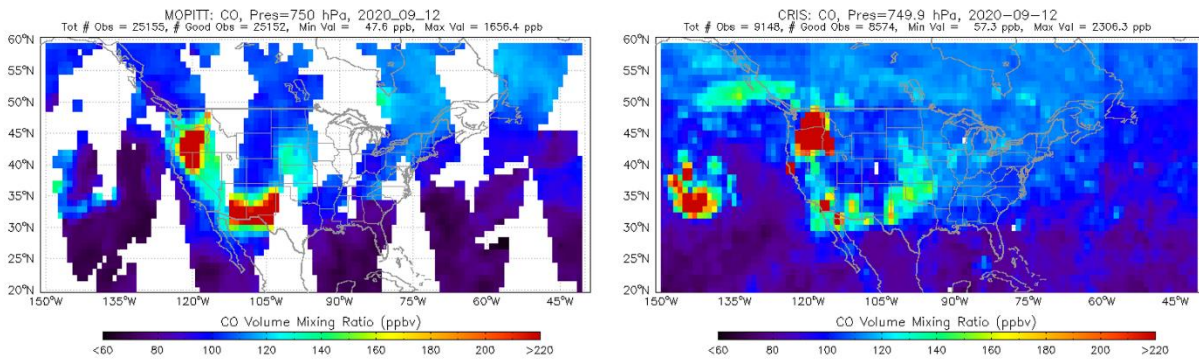 MOPITT: CO, Pres=750 hPa, 2020_09_12
Tot # Obs = 25155, # Good Obs = 25152, Min Val = 47.6 ppb, Max Val = 1656.4 ppb
60°N
55°N
50°N
45°N
40°N
35°N
30°N
25°N
20°N
150°W 135°W 120°W 105°W 90°W 75°W 60°W 45°W
CO Volume Mixing Ratio (ppbv)
<60 80 100 120 140 160 180 200 >220
CRIS: CO, Pres=749.9 hPa, 2020-09-12
Tot # Obs = 9148, # Good Obs = 8574, Min Val = 57.3 ppb, Max Val = 2306.3 ppb
60°N
55°N
50°N
45°N
40°N
35°N
30°N
25°N
20°N
150°W 135°W 120°W 105°W 90°W 75°W 60°W 45°W
CO Volume Mixing Ratio (ppbv)
<60 80 100 120 140 160 180 200 >220